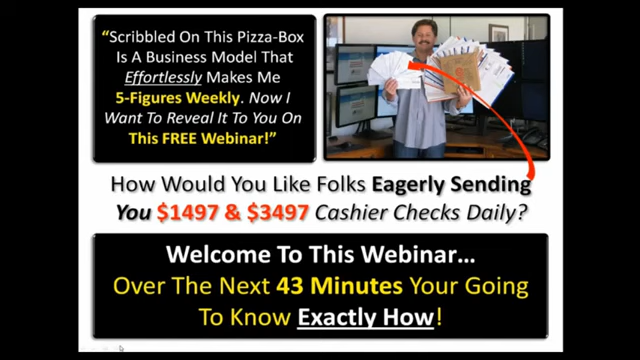 “Scribbled On This Pizza-Box
Is A Business Model That
Effortlessly Makes Me
5-Figures Weekly. Now I
Want To Reveal It To You On
This FREE Webinar!”
How Would You Like Folks Eagerly Sending
You $1497 & $3497 Cashier Checks Daily?
Welcome To This Webinar...
Over The Next 43 Minutes Your Going
To Know Exactly How!